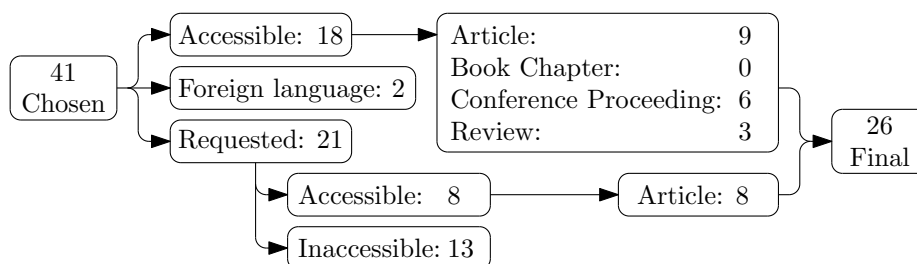 41
Chosen
Accessible: 18
Foreign language: 2
Requested: 21
Article: 9
Book Chapter: 0
Conference Proceeding: 6
Review: 3
Accessible: 8
Inaccessible: 13
Article: 8
26
Final